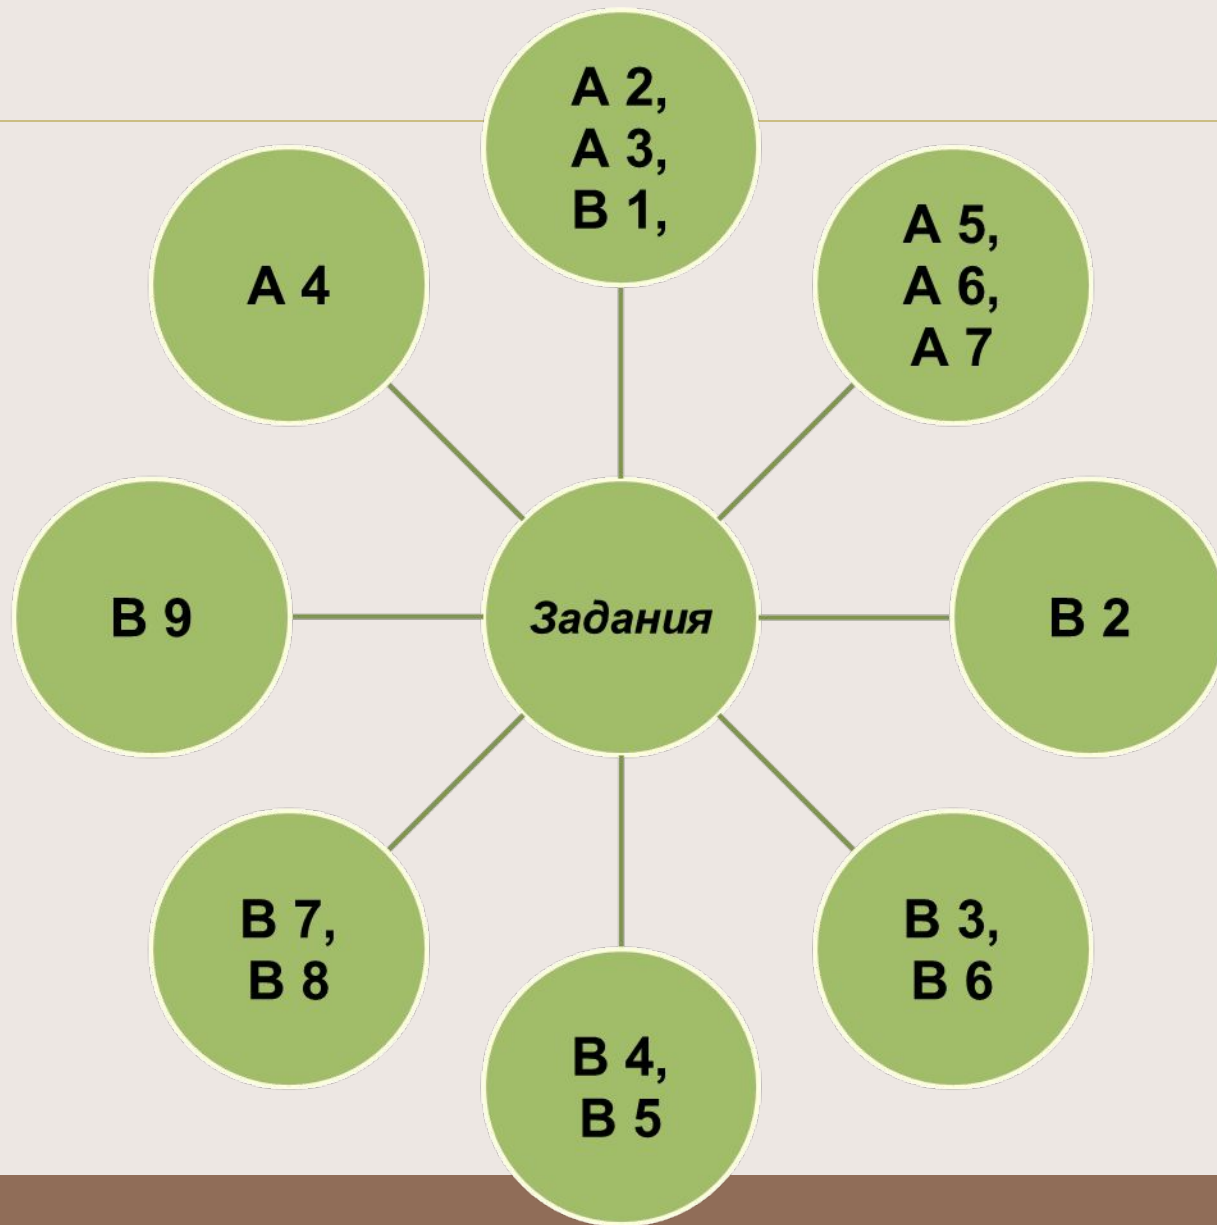 А 2,
А 3,
В 1,
А 5,
А 6,
А 7
В 2
В 3,
В 6
В 4,
В 5
В 7,
В 8
В 9
А 4
Задания